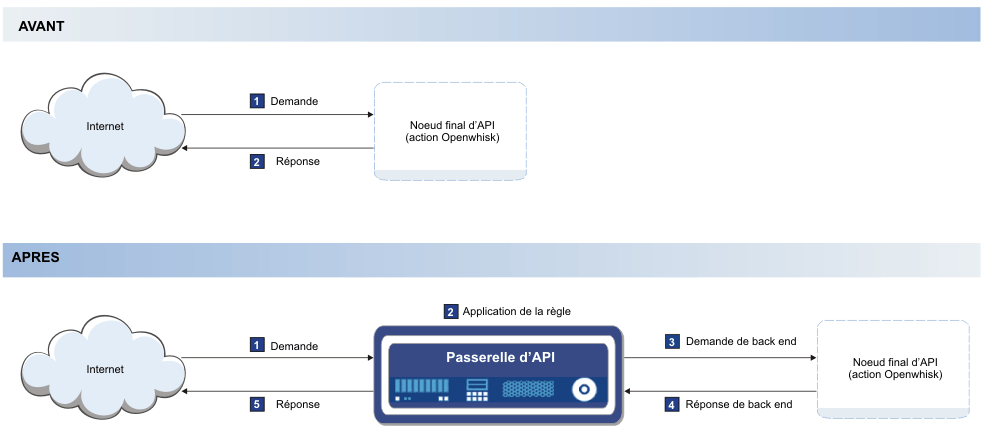 AVANT
Internet
1 Demande
2 Réponse
Noeud final d'API
(action Openwhisk)
APRES
Internet
1 Demande
2 Application de la règle
Passerelle d'API
3 Demande de back end
Noeud final d'API
(action Openwhisk)
4 Réponse de back end
5 Réponse